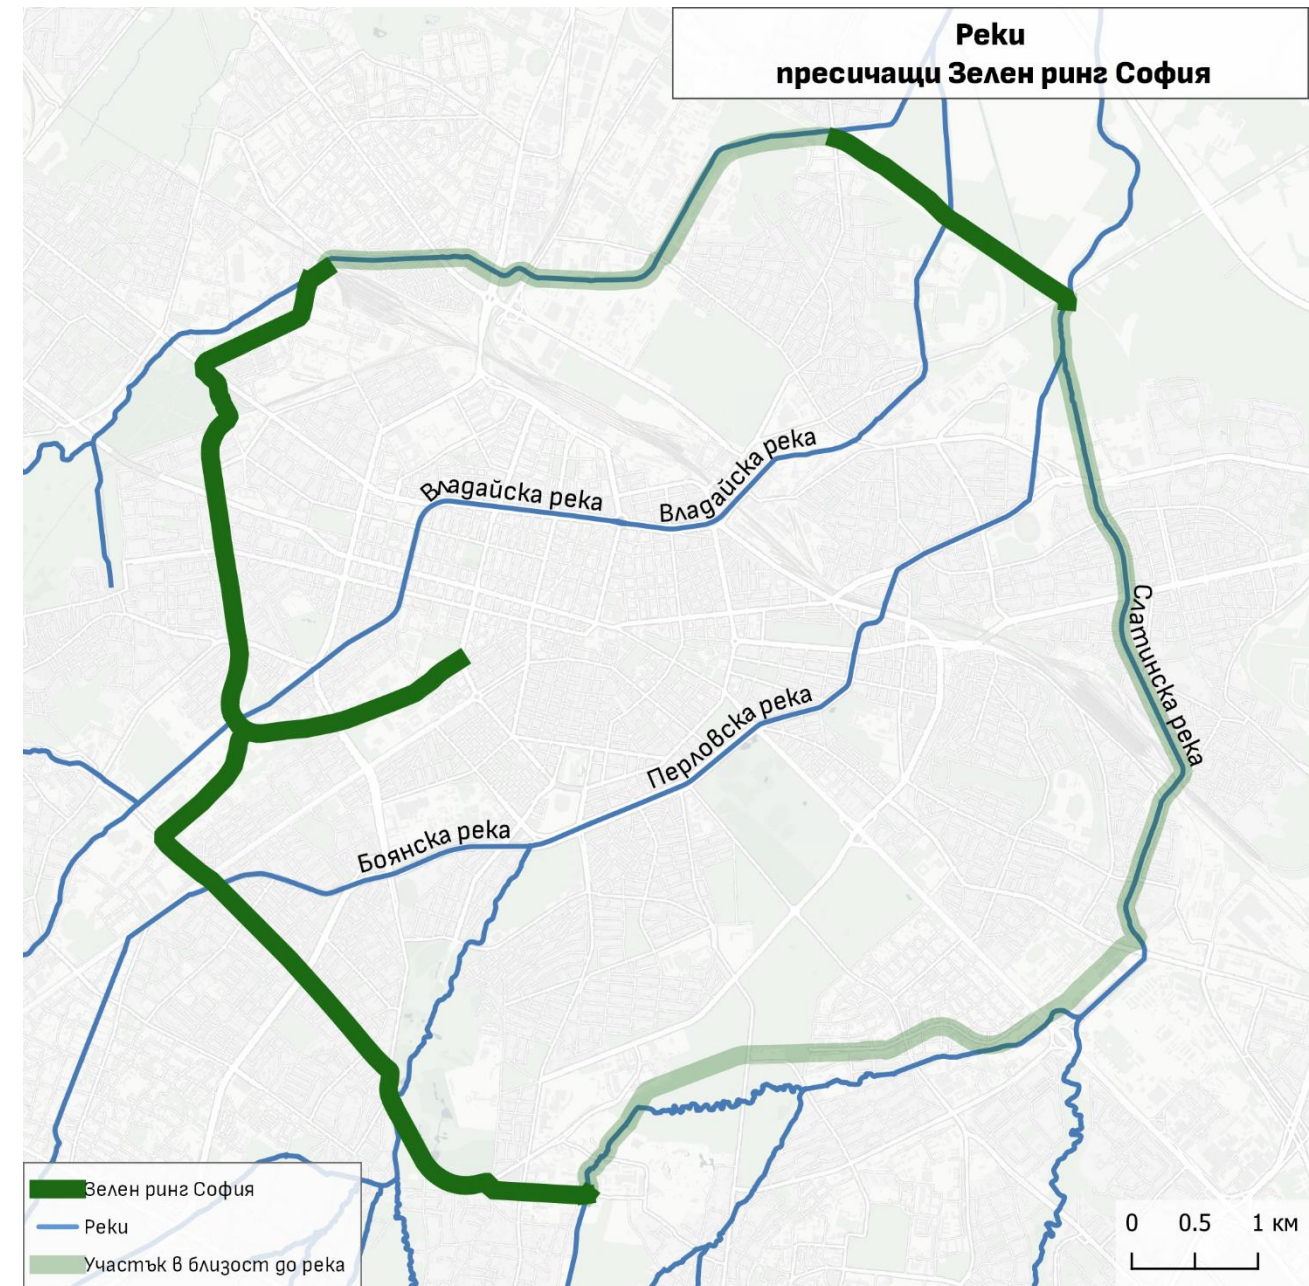 Реки
пресичащи Зелен ринг София
Владайска река
Владайска река
Слатинска река
Перловска река
Боянска река
Зелен ринг София
Реки
Участък в близост до река
0 0.5 1 км